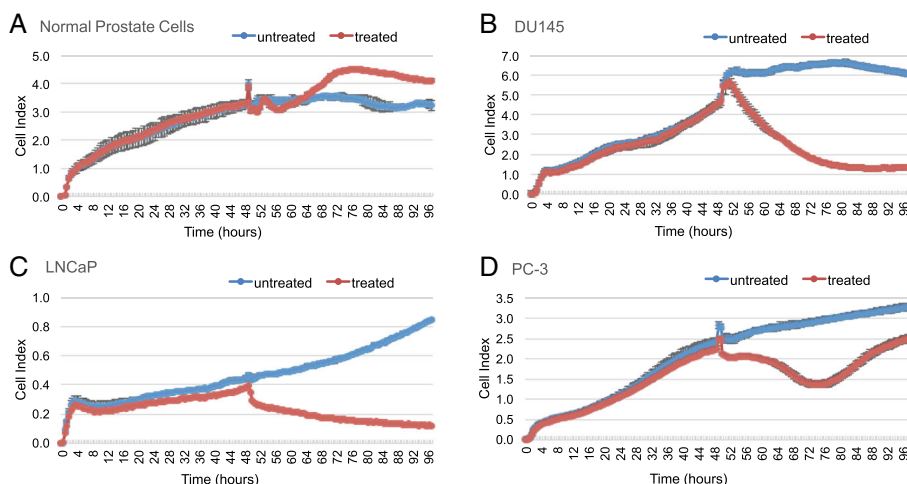 A Normal Prostate Cells
untreated treated
5.0
4.0
3.0
2.0
1.0
0.0
Cell Index
0 4 8 12 16 20 24 28 32 36 40 44 48 52 56 60 64 68 72 76 80 84 88 92 96
Time (hours)
B DU145
untreated treated
7.0
6.0
5.0
4.0
3.0
2.0
1.0
0.0
Cell Index
0 4 8 12 16 20 24 28 32 36 40 44 48 52 56 60 64 68 72 76 80 84 88 92 96
Time (hours)
C LNCaP
untreated treated
1.0
0.8
0.6
0.4
0.2
0.0
Cell Index
0 4 8 12 16 20 24 28 32 36 40 44 48 52 56 60 64 68 72 76 80 84 88 92 96
Time (hours)
D PC-3
untreated treated
3.5
3.0
2.5
2.0
1.5
1.0
0.5
0.0
Cell Index
0 4 8 12 16 20 24 28 32 36 40 44 48 52 56 60 64 68 72 76 80 84 88 92 96
Time (hours)